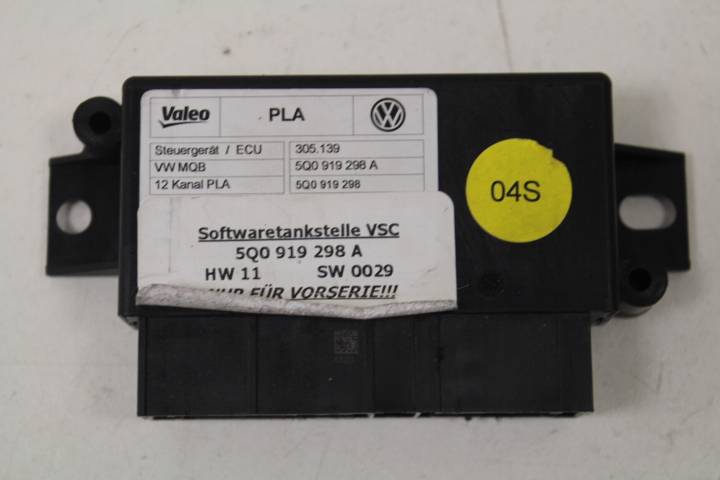 Valeo PLA
Steuergerät / ECU 305.139
VW MQB 5Q0 919 298 A
12 Kanal PLA 5Q0 919 298
04S
Softwaretankstelle VSC
5Q0 919 298 A
HW 11 SW 0029
NUR FÜR VORSERIE!!!